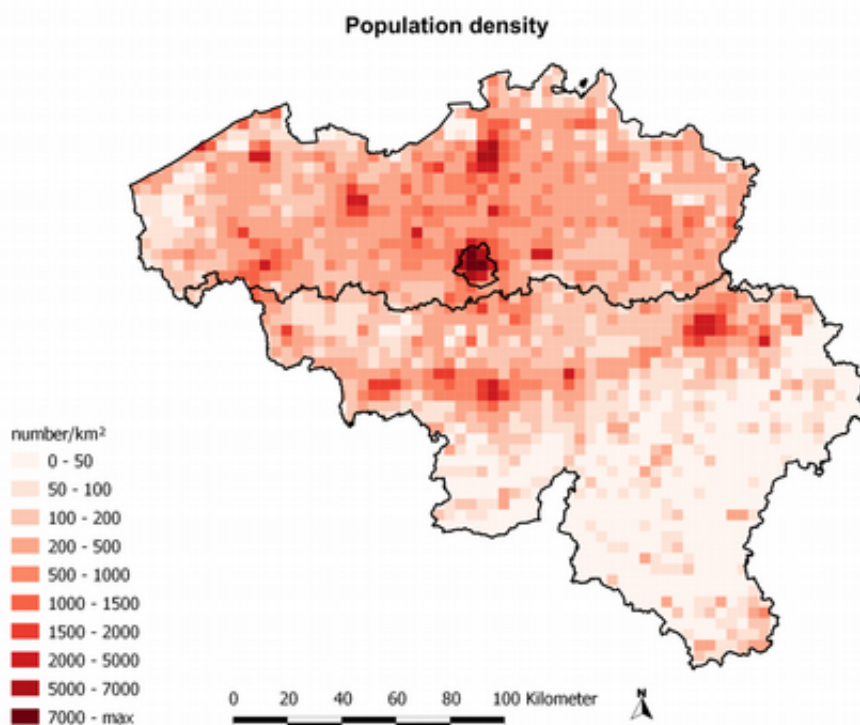 Population density
number/km²
0 - 50
50 - 100
100 - 200
200 - 500
500 - 1000
1000 - 1500
1500 - 2000
2000 - 5000
5000 - 7000
7000 - max
0 20 40 60 80 100 Kilometer
N